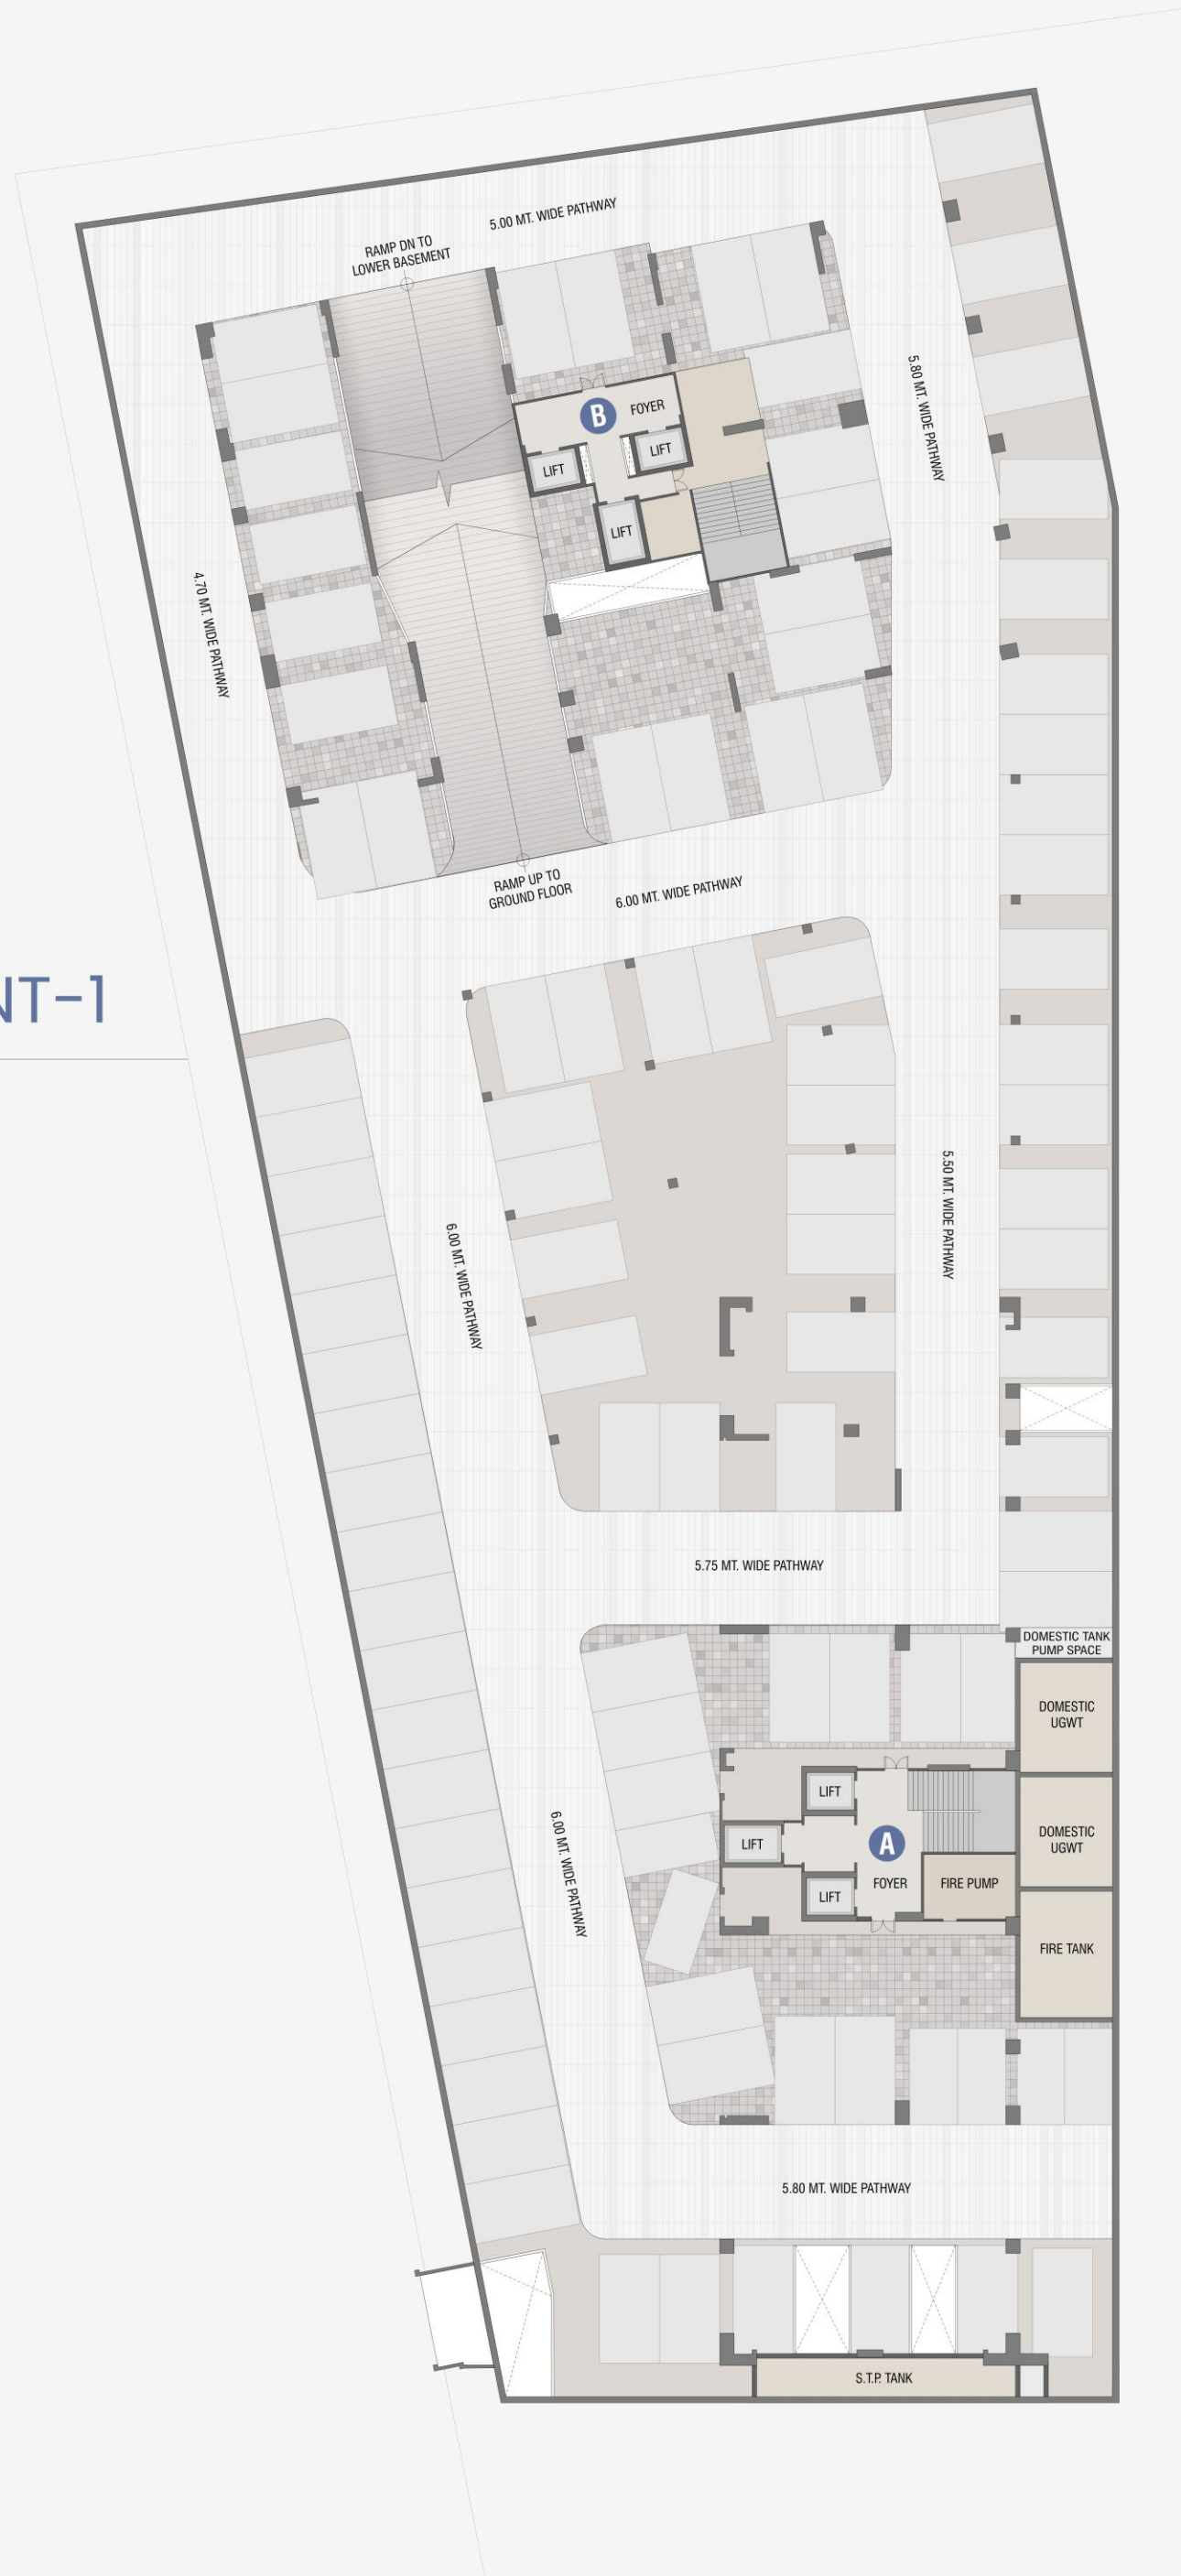 5.00 MT. WIDE PATHWAY
RAMP DN TO
LOWER BASEMENT
5.80 MT. WIDE PATHWAY
B
FOYER
LIFT
LIFT
LIFT
4.70 MT. WIDE PATHWAY
RAMP UP TO
GROUND FLOOR
6.00 MT. WIDE PATHWAY
NT-1
5.50 MT. WIDE PATHWAY
6.00 MT. WIDE PATHWAY
5.75 MT. WIDE PATHWAY
DOMESTIC TANK
PUMP SPACE
DOMESTIC
UGWT
LIFT
DOMESTIC
UGWT
LIFT
A
6.00 MT. WIDE PATHWAY
LIFT
FOYER
FIRE PUMP
FIRE TANK
5.80 MT. WIDE PATHWAY
S.T.P. TANK